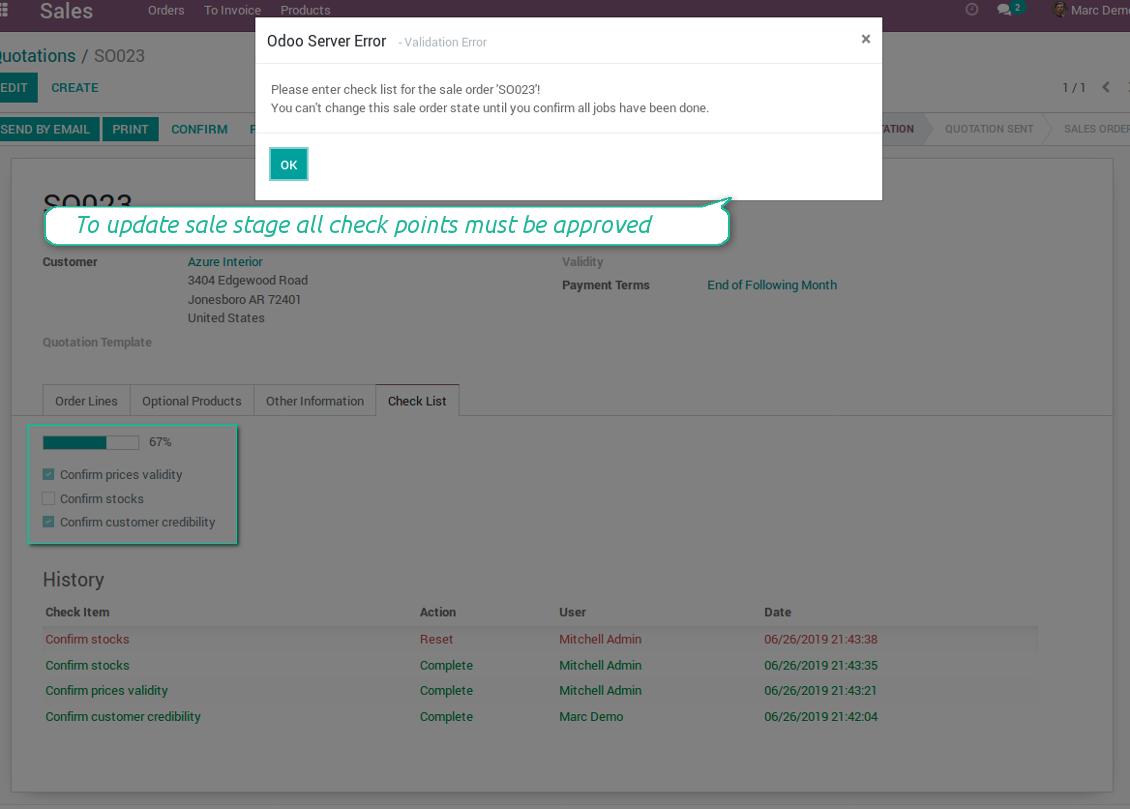 Sales
Orders To Invoice Products
2 Marc Demo
Odoo Server Error - Validation Error ×
uotations / SO023
Please enter check list for the sale order 'SO023'!
You can't change this sale order state until you confirm all jobs have been done.
EDIT CREATE
1 / 1
SEND BY EMAIL PRINT CONFIRM
ATION QUOTATION SENT SALES ORDER
OK
SO023
To update sale stage all check points must be approved
Customer Azure Interior
3404 Edgewood Road
Jonesboro AR 72401
United States
Validity
Payment Terms End of Following Month
Quotation Template
Order Lines Optional Products Other Information Check List
67%
Confirm prices validity
Confirm stocks
Confirm customer credibility
History
Check Item Action User Date
Confirm stocks Reset Mitchell Admin 06/26/2019 21:43:38
Confirm stocks Complete Mitchell Admin 06/26/2019 21:43:35
Confirm prices validity Complete Mitchell Admin 06/26/2019 21:43:21
Confirm customer credibility Complete Marc Demo 06/26/2019 21:42:04